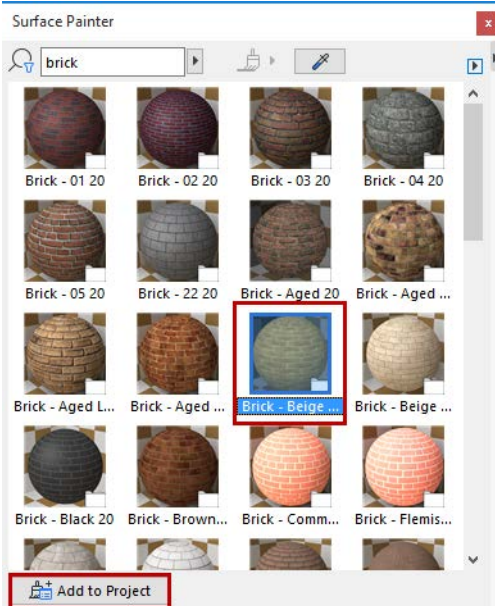 Surface Painter
brick
Brick - 01 20 Brick - 02 20 Brick - 03 20 Brick - 04 20
Brick - 05 20 Brick - 22 20 Brick - Aged 20 Brick - Aged ...
Brick - Aged L... Brick - Aged ... Brick - Beige ... Brick - Beige ...
Brick - Black 20 Brick - Brown... Brick - Comm... Brick - Flemis...
Add to Project